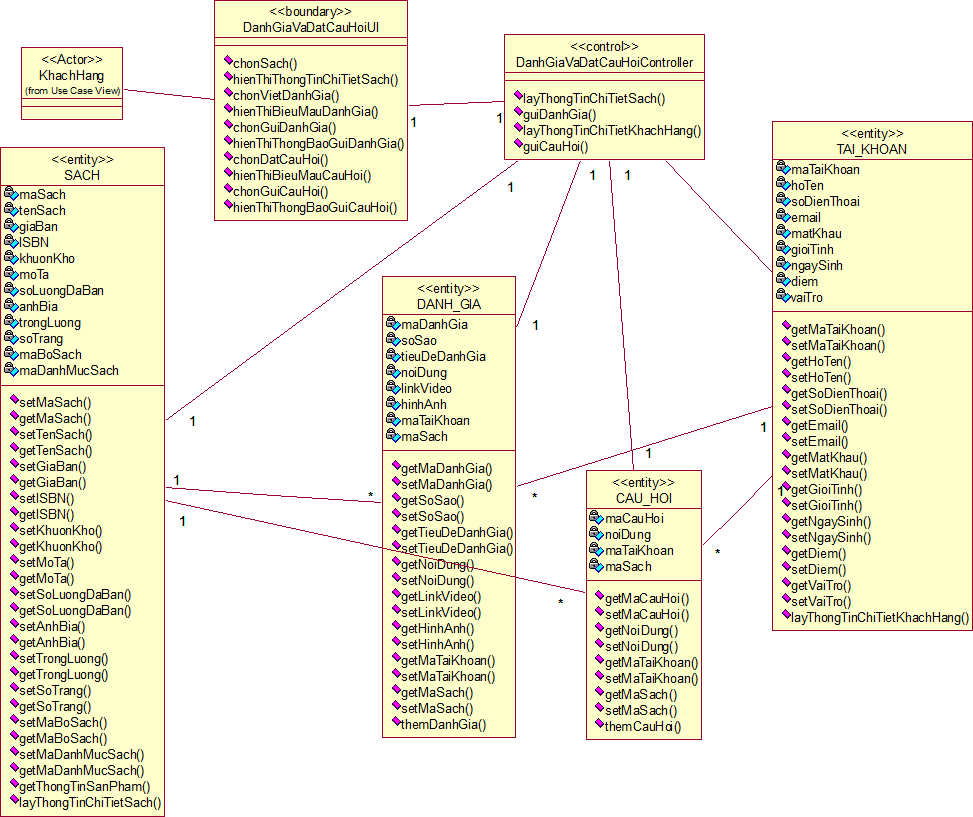 <<Actor>>
KhachHang
(from Use Case View)
<<boundary>>
DanhGiaVaDatCauHoiUI
chonSach()
hienThiThongTinChiTietSach()
chonVietDanhGia()
hienThiBieuMauDanhGia()
chonGuiDanhGia()
hienThiThongBaoGuiDanhGia()
chonDatCauHoi()
hienThiBieuMauCauHoi()
chonGuiCauHoi()
hienThiThongBaoGuiCauHoi()
1
1
<<control>>
DanhGiaVaDatCauHoiController
layThongTinChiTietSach()
guiDanhGia()
layThongTinChiTietKhachHang()
guiCauHoi()
1
1
1
<<entity>>
SACH
maSach
tenSach
giaBan
ISBN
khuonKho
moTa
soLuongDaBan
anhBia
trongLuong
soTrang
maBoSach
maDanhMucSach
setMaSach()
getMaSach()
setTenSach()
getTenSach()
setGiaBan()
getGiaBan()
setISBN()
getISBN()
setKhuonKho()
getKhuonKho()
setMoTa()
getMoTa()
setSoLuongDaBan()
getSoLuongDaBan()
setAnhBia()
getAnhBia()
setTrongLuong()
getTrongLuong()
setSoTrang()
getSoTrang()
setMaBoSach()
getMaBoSach()
setMaDanhMucSach()
getMaDanhMucSach()
getThongTinSanPham()
layThongTinChiTietSach()
1
1
1
<<entity>>
DANH_GIA
maDanhGia
soSao
tieuDeDanhGia
noiDung
linkVideo
hinhAnh
maTaiKhoan
maSach
getMaDanhGia()
setMaDanhGia()
getSoSao()
setSoSao()
getTieuDeDanhGia()
setTieuDeDanhGia()
getNoiDung()
setNoiDung()
getLinkVideo()
setLinkVideo()
getHinhAnh()
setHinhAnh()
getMaTaiKhoan()
setMaTaiKhoan()
getMaSach()
setMaSach()
themDanhGia()
1
*
*
<<entity>>
CAU_HOI
maCauHoi
noiDung
maTaiKhoan
maSach
getMaCauHoi()
setMaCauHoi()
getNoiDung()
setNoiDung()
getMaTaiKhoan()
setMaTaiKhoan()
getMaSach()
setMaSach()
themCauHoi()
1
*
*
<<entity>>
TAI_KHOAN
maTaiKhoan
hoTen
soDienThoai
email
matKhau
gioiTinh
ngaySinh
diem
vaiTro
getMaTaiKhoan()
setMaTaiKhoan()
getHoTen()
setHoTen()
getSoDienThoai()
setSoDienThoai()
getEmail()
setEmail()
getMatKhau()
setMatKhau()
getGioiTinh()
setGioiTinh()
getNgaySinh()
setNgaySinh()
getDiem()
setDiem()
getVaiTro()
setVaiTro()
layThongTinChiTietKhachHang()
1
1